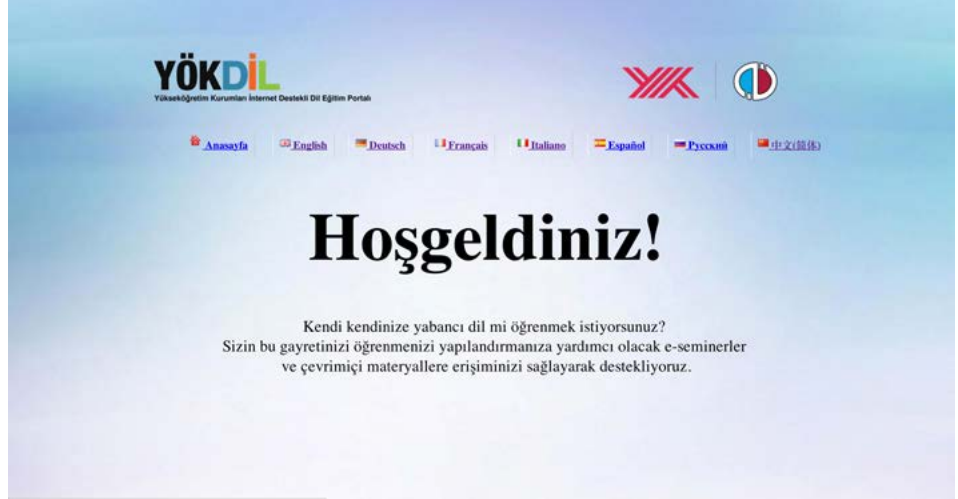 YÖKDİL
Yükseköğretim Kurumları İnternet Destekli Dil Eğitim Portalı
Anasayfa English Deutsch Français Italiano Español Русский 中文(简体)
Hoşgeldiniz!
Kendi kendinize yabancı dil mi öğrenmek istiyorsunuz?
Sizin bu gayretinizi öğrenmenizi yapılandırmanıza yardımcı olacak e-seminerler
ve çevrimiçi materyallere erişiminizi sağlayarak destekliyoruz.